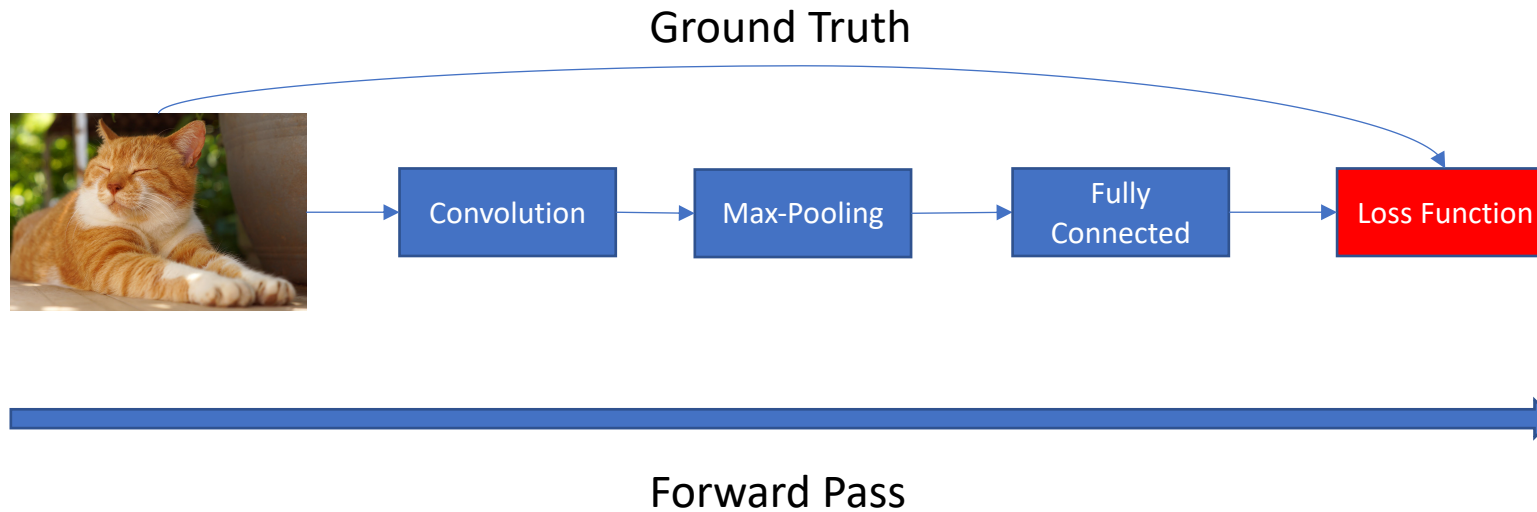 Ground Truth
Convolution
Max-Pooling
Fully
Connected
Loss Function
Forward Pass